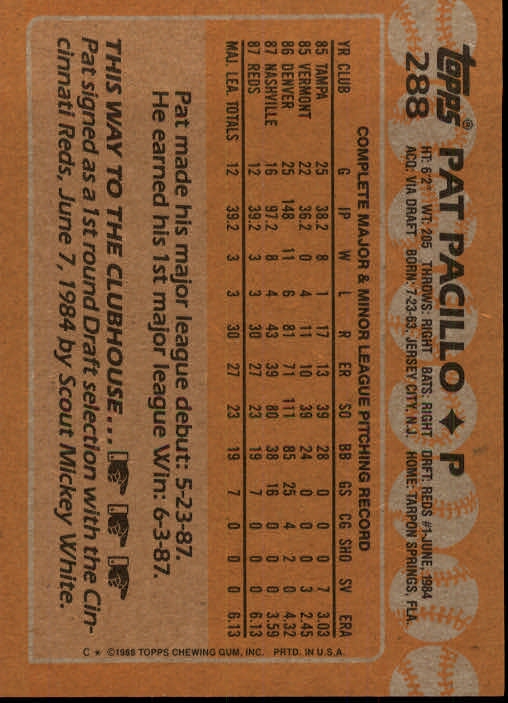 topps® PAT PACILLO ♦ P
288 HT: 6'2" WT: 205 THROWS: RIGHT BATS: RIGHT DRFT: REDS #1-JUNE, 1984
ACQ: VIA DRAFT BORN: 7-23-63, JERSEY CITY, N.J. HOME: TARPON SPRINGS, FLA.
COMPLETE MAJOR & MINOR LEAGUE PITCHING RECORD
YR CLUB G IP W L R ER SO BB GS CG SHO SV ERA
85 TAMPA 25 38.2 8 1 17 13 39 28 0 0 0 7 3.03
85 VERMONT 22 36.2 0 4 11 10 39 24 0 0 0 3 2.45
86 DENVER 25 148 11 6 81 71 111 85 25 4 2 0 4.32
87 NASHVILLE 16 97.2 8 4 43 39 80 38 16 0 0 0 3.59
87 REDS 12 39.2 3 3 30 27 23 19 7 0 0 0 6.13
MAJ. LEA. TOTALS 12 39.2 3 3 30 27 23 19 7 0 0 0 6.13
Pat made his major league debut: 5-23-87.
He earned his 1st major league Win: 6-3-87.
THIS WAY TO THE CLUBHOUSE...
Pat signed as a 1st round Draft selection with the Cin-
cinnati Reds, June 7, 1984 by Scout Mickey White.
C * ©1988 TOPPS CHEWING GUM, INC. PRTD. IN U.S.A.